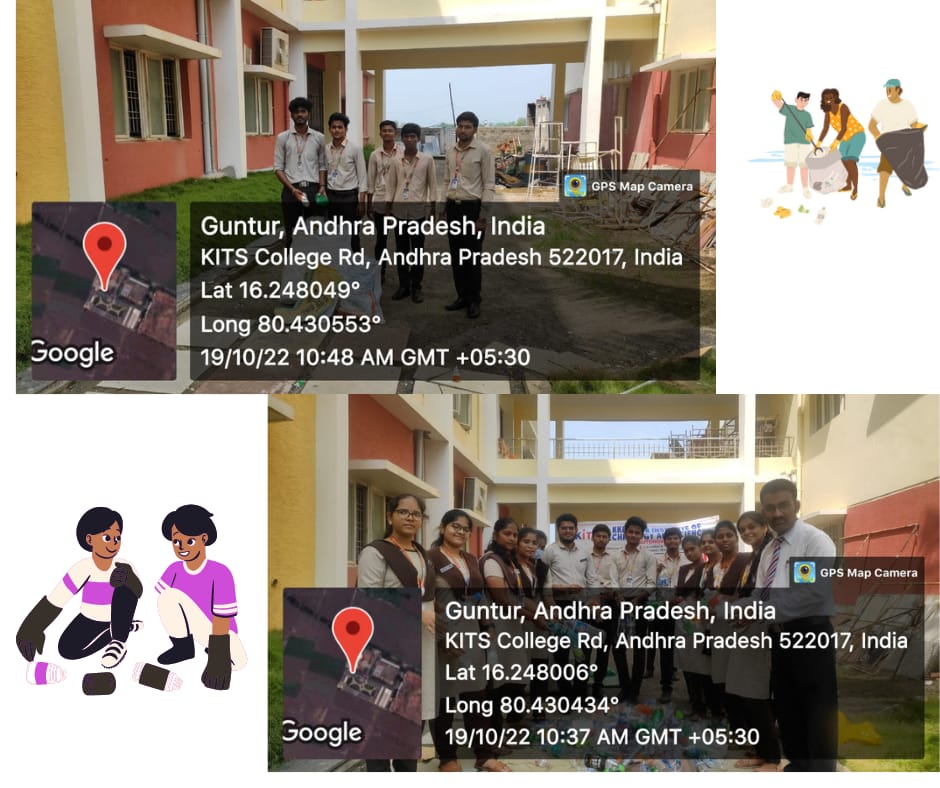 GPS Map Camera
Guntur, Andhra Pradesh, India
KITS College Rd, Andhra Pradesh 522017, India
Lat 16.248049°
Long 80.430553°
19/10/22 10:48 AM GMT +05:30
Google
KITS
INSTITUTE OF
GPS Map Camera
Guntur, Andhra Pradesh, India
KITS College Rd, Andhra Pradesh 522017, India
Lat 16.248006°
Long 80.430434°
19/10/22 10:37 AM GMT +05:30
Google